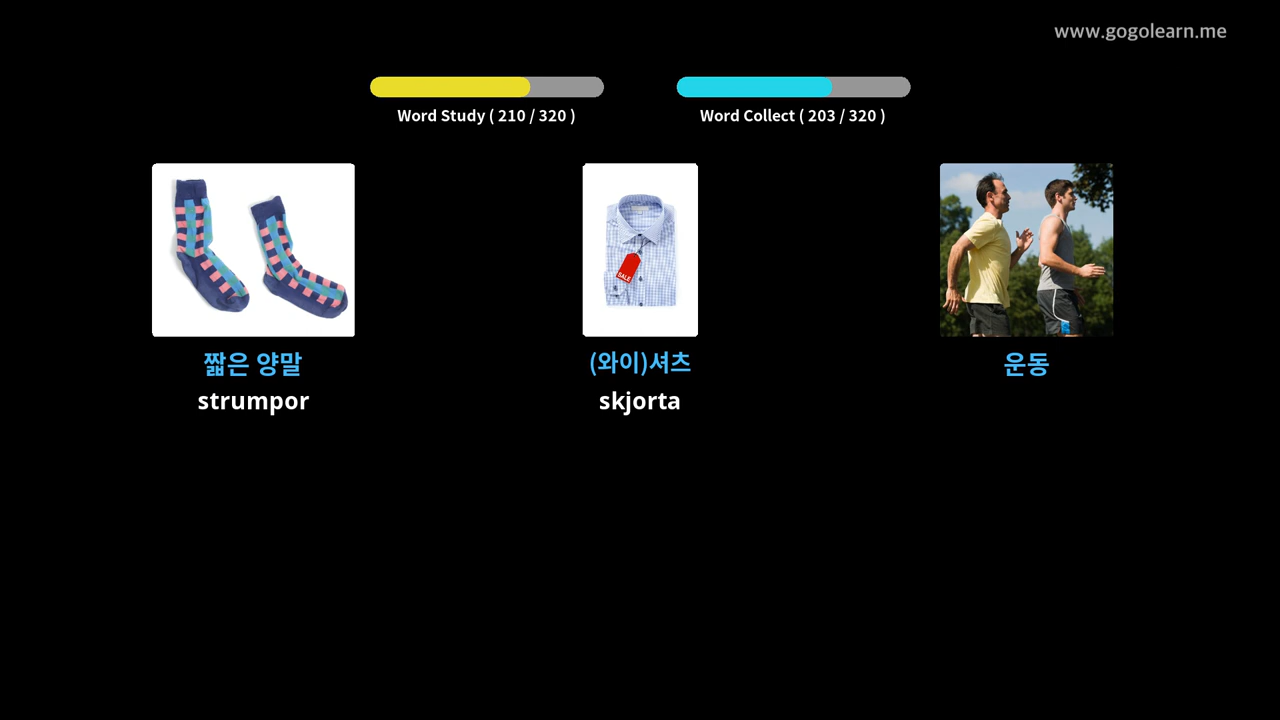 www.gogolearn.me
Word Study ( 210 / 320 )
Word Collect ( 203 / 320 )
SALE
짧은 양말
strumpor
(와이)셔츠
skjorta
운동